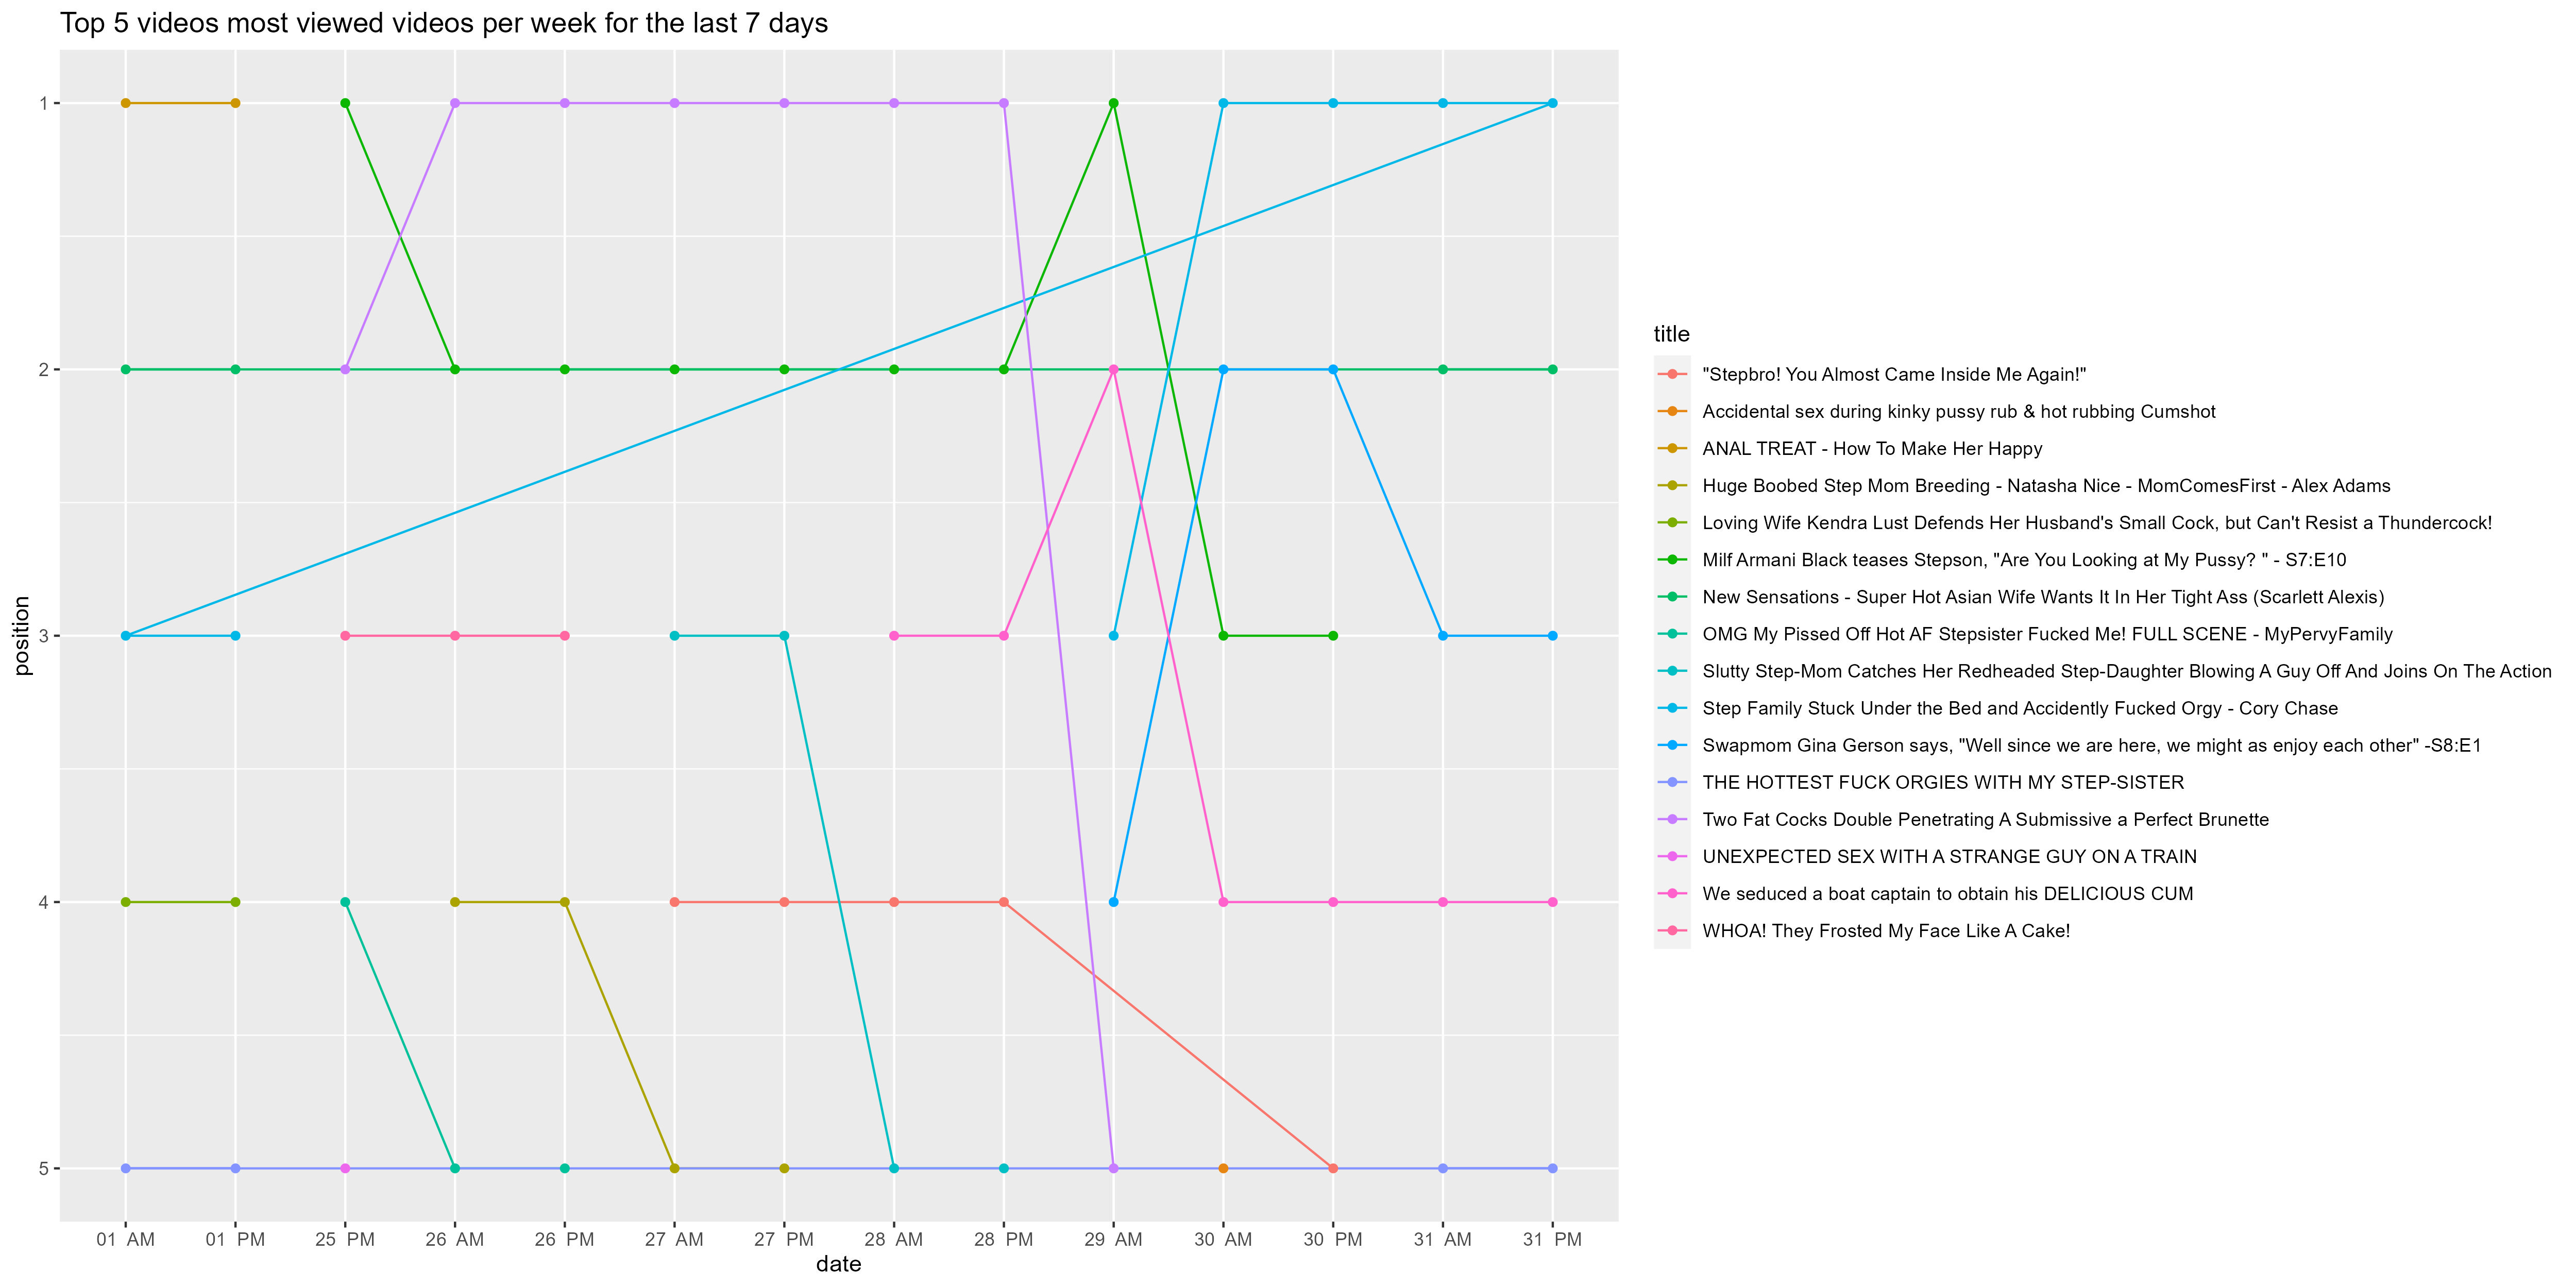 Top 5 videos most viewed videos per week for the last 7 days
position
1
2
3
4
5
01 AM 01 PM 25 PM 26 AM 26 PM 27 AM 27 PM 28 AM 28 PM 29 AM 30 AM 30 PM 31 AM 31 PM
date
title
"Stepbro! You Almost Came Inside Me Again!"
Accidental sex during kinky pussy rub & hot rubbing Cumshot
ANAL TREAT - How To Make Her Happy
Huge Boobed Step Mom Breeding - Natasha Nice - MomComesFirst - Alex Adams
Loving Wife Kendra Lust Defends Her Husband's Small Cock, but Can't Resist a Thundercock!
Milf Armani Black teases Stepson, "Are You Looking at My Pussy? " - S7:E10
New Sensations - Super Hot Asian Wife Wants It In Her Tight Ass (Scarlett Alexis)
OMG My Pissed Off Hot AF Stepsister Fucked Me! FULL SCENE - MyPervyFamily
Slutty Step-Mom Catches Her Redheaded Step-Daughter Blowing A Guy Off And Joins On The Action
Step Family Stuck Under the Bed and Accidently Fucked Orgy - Cory Chase
Swapmom Gina Gerson says, "Well since we are here, we might as enjoy each other" -S8:E1
THE HOTTEST FUCK ORGIES WITH MY STEP-SISTER
Two Fat Cocks Double Penetrating A Submissive a Perfect Brunette
UNEXPECTED SEX WITH A STRANGE GUY ON A TRAIN
We seduced a boat captain to obtain his DELICIOUS CUM
WHOA! They Frosted My Face Like A Cake!